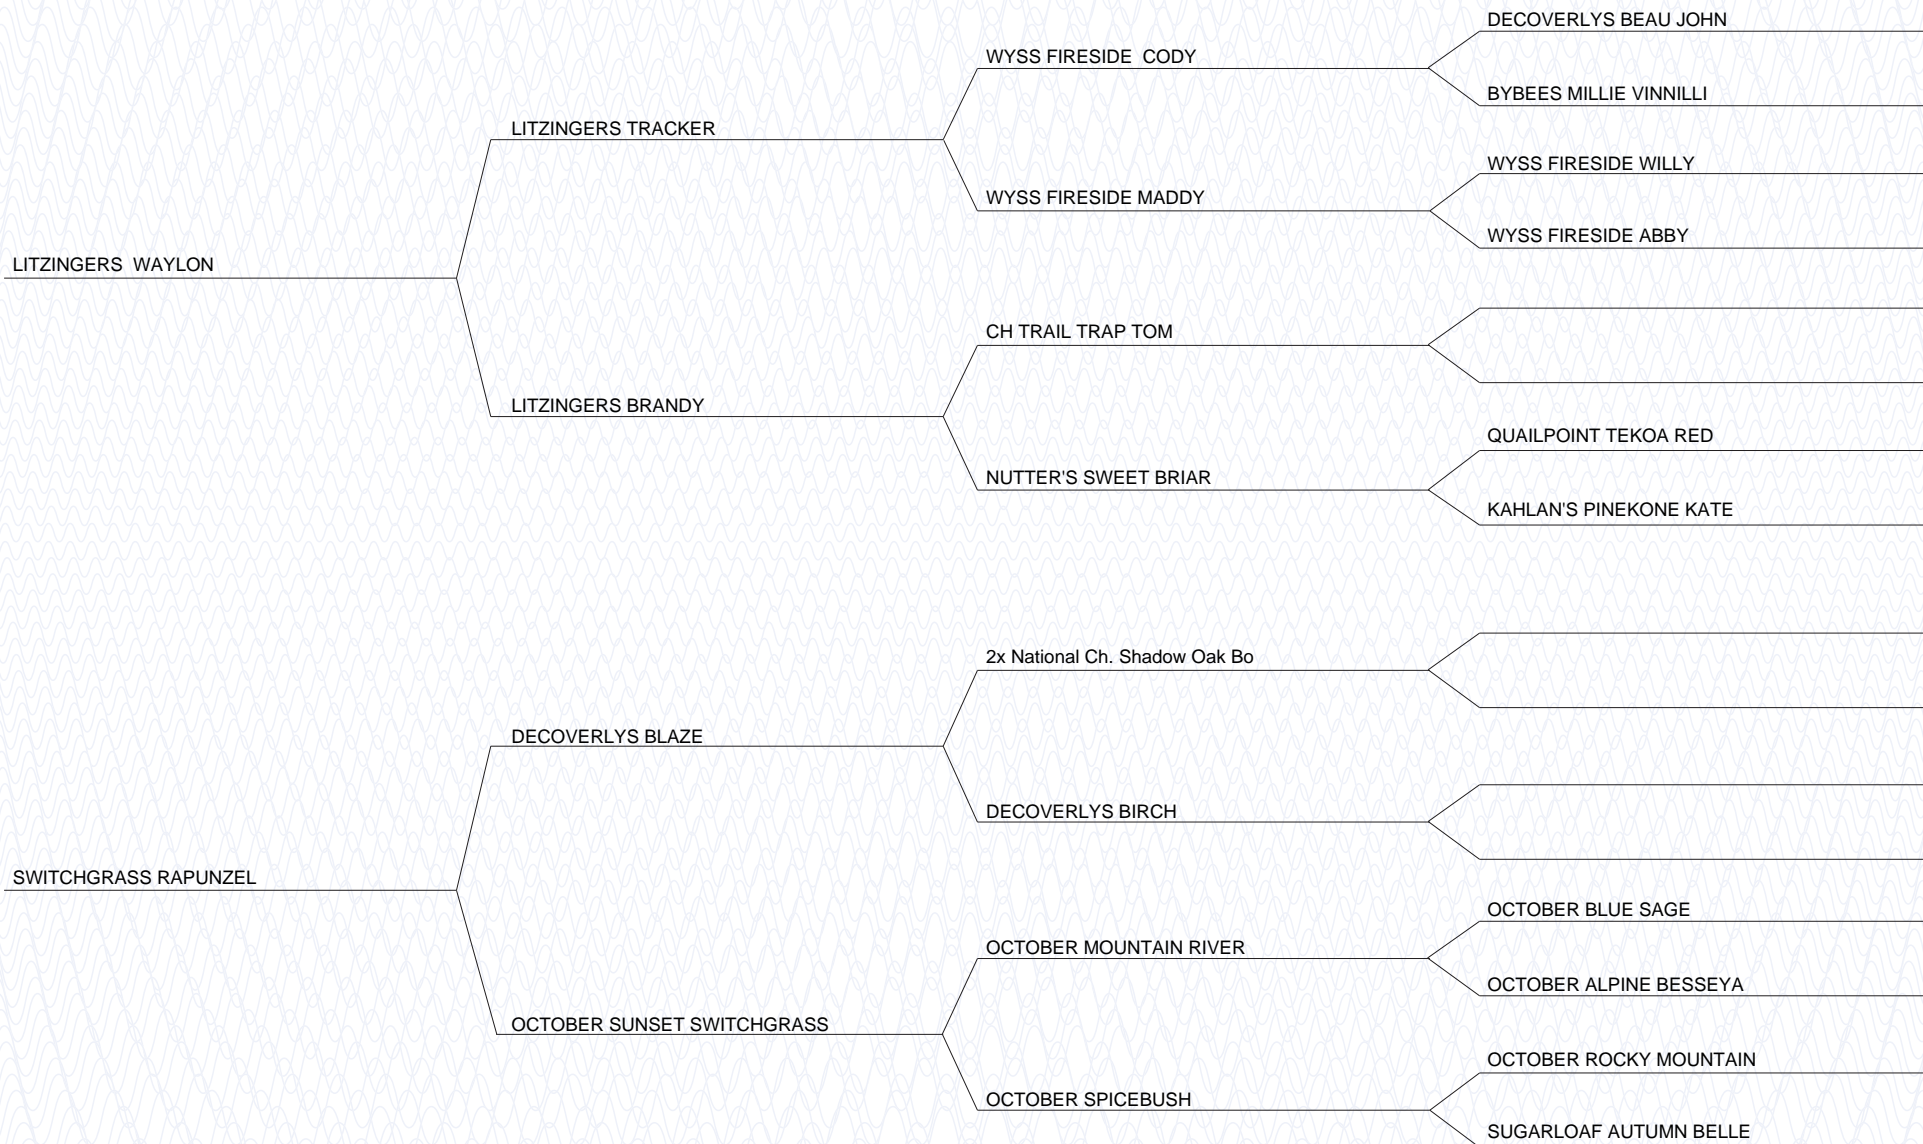 DECOVERLYS BEAU JOHN
WYSS FIRESIDE  CODY
BYBEES MILLIE VINNILLI
LITZINGERS TRACKER
WYSS FIRESIDE WILLY
WYSS FIRESIDE MADDY
WYSS FIRESIDE ABBY
LITZINGERS  WAYLON
CH TRAIL TRAP TOM
LITZINGERS BRANDY
QUAILPOINT TEKOA RED
NUTTER'S SWEET BRIAR
KAHLAN'S PINEKONE KATE
2x National Ch. Shadow Oak Bo
DECOVERLYS BLAZE
DECOVERLYS BIRCH
SWITCHGRASS RAPUNZEL
OCTOBER BLUE SAGE
OCTOBER MOUNTAIN RIVER
OCTOBER ALPINE BESSEYA
OCTOBER SUNSET SWITCHGRASS
OCTOBER ROCKY MOUNTAIN
OCTOBER SPICEBUSH
SUGARLOAF AUTUMN BELLE